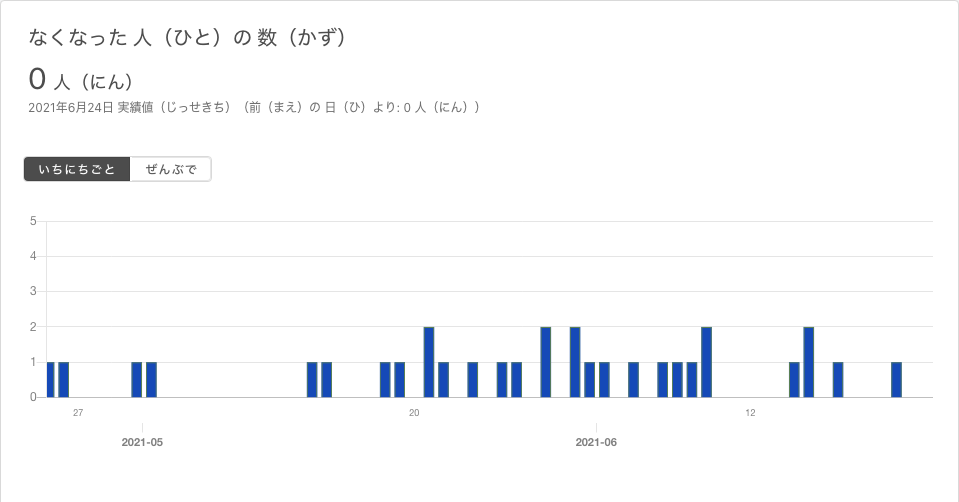 なくなった 人（ひと）の 数（かず）
0 人（にん）
2021年6月24日 実績値（じっせきち）（前（まえ）の 日（ひ）より: 0 人（にん））
いちにちごと ぜんぶで
5
4
3
2
1
0
27 20 12
2021-05 2021-06